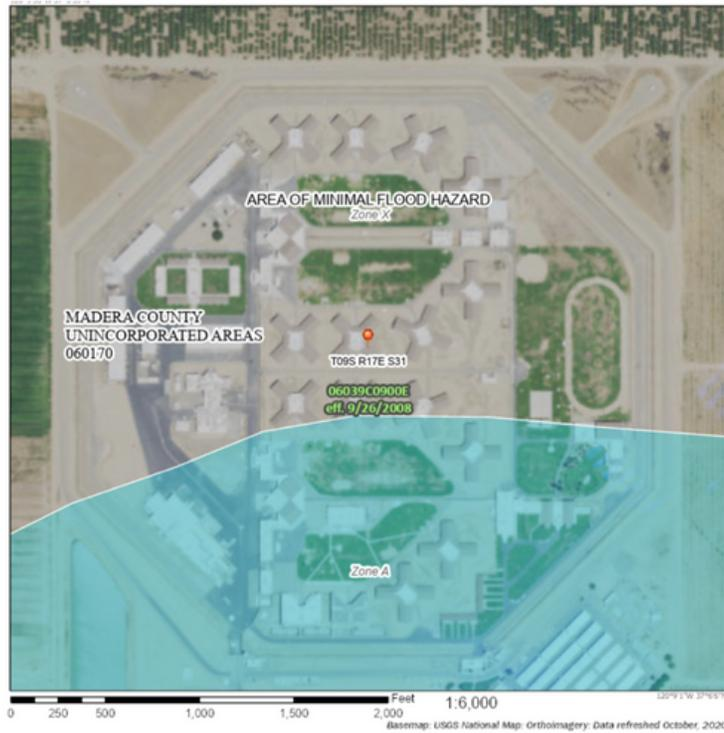 AREA OF MINIMAL FLOOD HAZARD
Zone X
MADERA COUNTY
UNINCORPORATED AREAS
060170
T09S R17E S31
06039C0900E
eff. 9/26/2008
Zone A
Feet
1:6,000
0 250 500 1,000 1,500 2,000
Basemap: USGS National Map: Orthoimagery: Data refreshed October, 2020